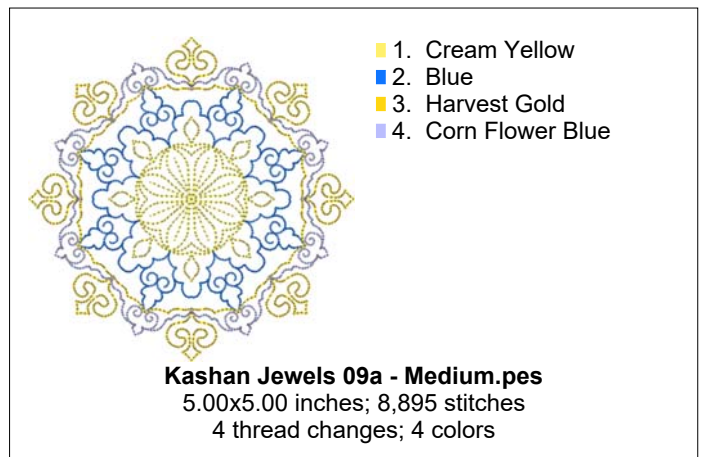 1. Cream Yellow
2. Blue
3. Harvest Gold
4. Corn Flower Blue
Kashan Jewels 09a - Medium.pes
5.00x5.00 inches; 8,895 stitches
4 thread changes; 4 colors